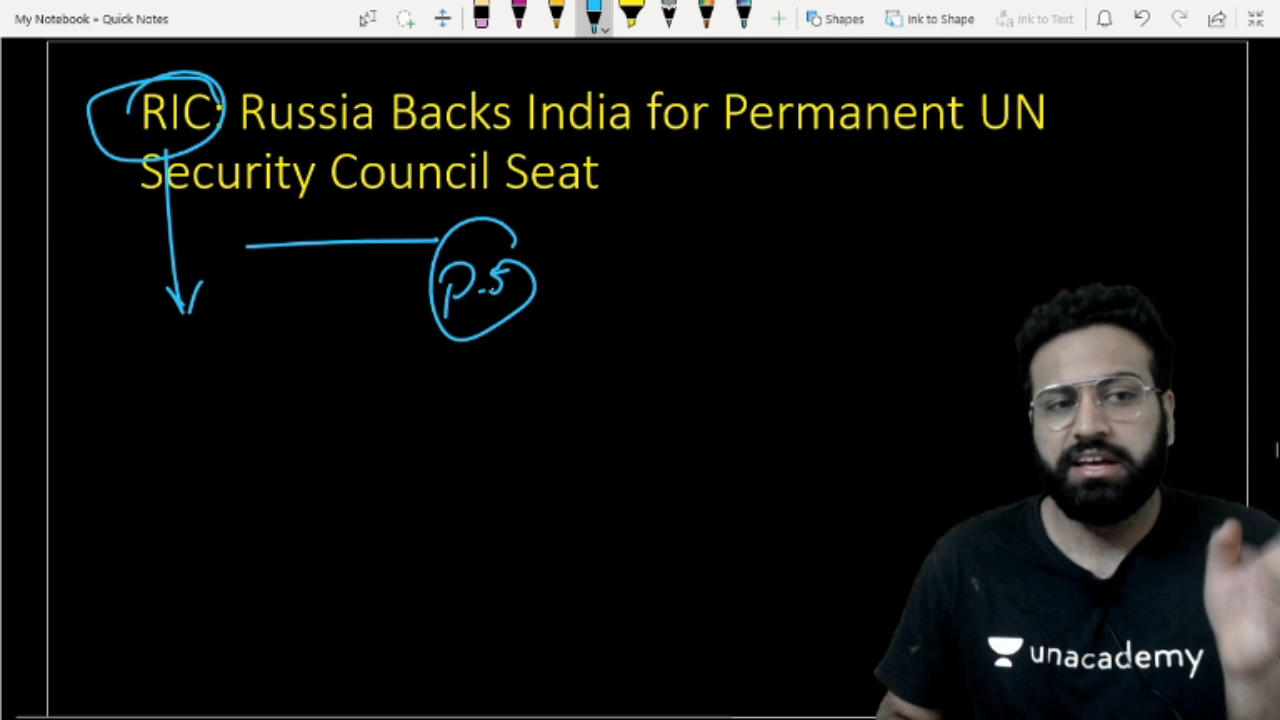 My Notebook » Quick Notes
Shapes
Ink to Shape
Ink to Text
RIC: Russia Backs India for Permanent UN
Security Council Seat
P-5
unacademy